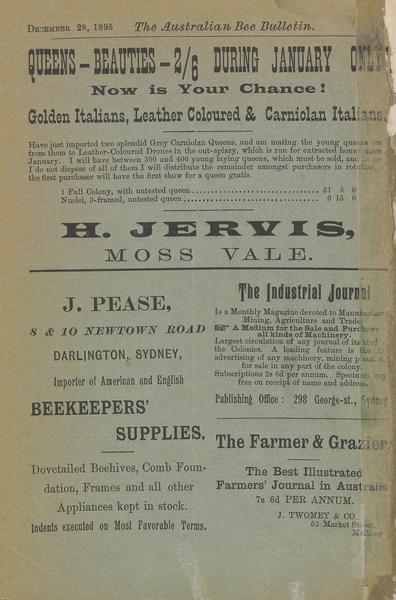 December 28, 1895 The Australian Bee Bulletin.
QUEENS—BEAUTIES—2/6 DURING JANUARY ONLY
Now is Your Chance!
Golden Italians, Leather Coloured & Carniolan Italians.
Have just imported two splendid Grey Carniolan Queens, and am mating the young queens
from them to Leather-Coloured Drones in the out-apiary, which is run for extracted
January. I will have between 300 and 400 young laying queens, which must be sold, and
I do not dispose of all of them I will distribute the remainder amongst purchasers in rotation,
the first purchaser will have the first show for a queen gratis.
1 Full Colony, with untested queen .......... £1 5 0
Nuclei, 3-framed, untested queen .......... 0 15 0
H. JERVIS,
MOSS VALE.
J. PEASE,
8 & 10 NEWTOWN ROAD
DARLINGTON, SYDNEY,
Importer of American and English
BEEKEEPERS'
SUPPLIES.
Dovetailed Beehives, Comb Foun-
dation, Frames and all other
Appliances kept in stock.
Indents executed on Most Favorable Terms.
The Industrial Journal
Is a Monthly Magazine devoted to
Mining, Agriculture and Trade.
☛ A Medium for the Sale and Purchase
all kinds of Machinery.
Largest circulation of any journal of its kind
the Colonies. A leading feature is the
advertising of any machinery, mining
for sale in any part of the colony.
Subscriptions 2s 6d per annum. Specimen
free on receipt of name and address.
Publishing Office: 298 George-st., Sydney
The Farmer & Grazier.
The Best Illustrated
Farmers' Journal in Australia
7s 6d PER ANNUM.
J. TWOMEY & CO.
52 Market Street,